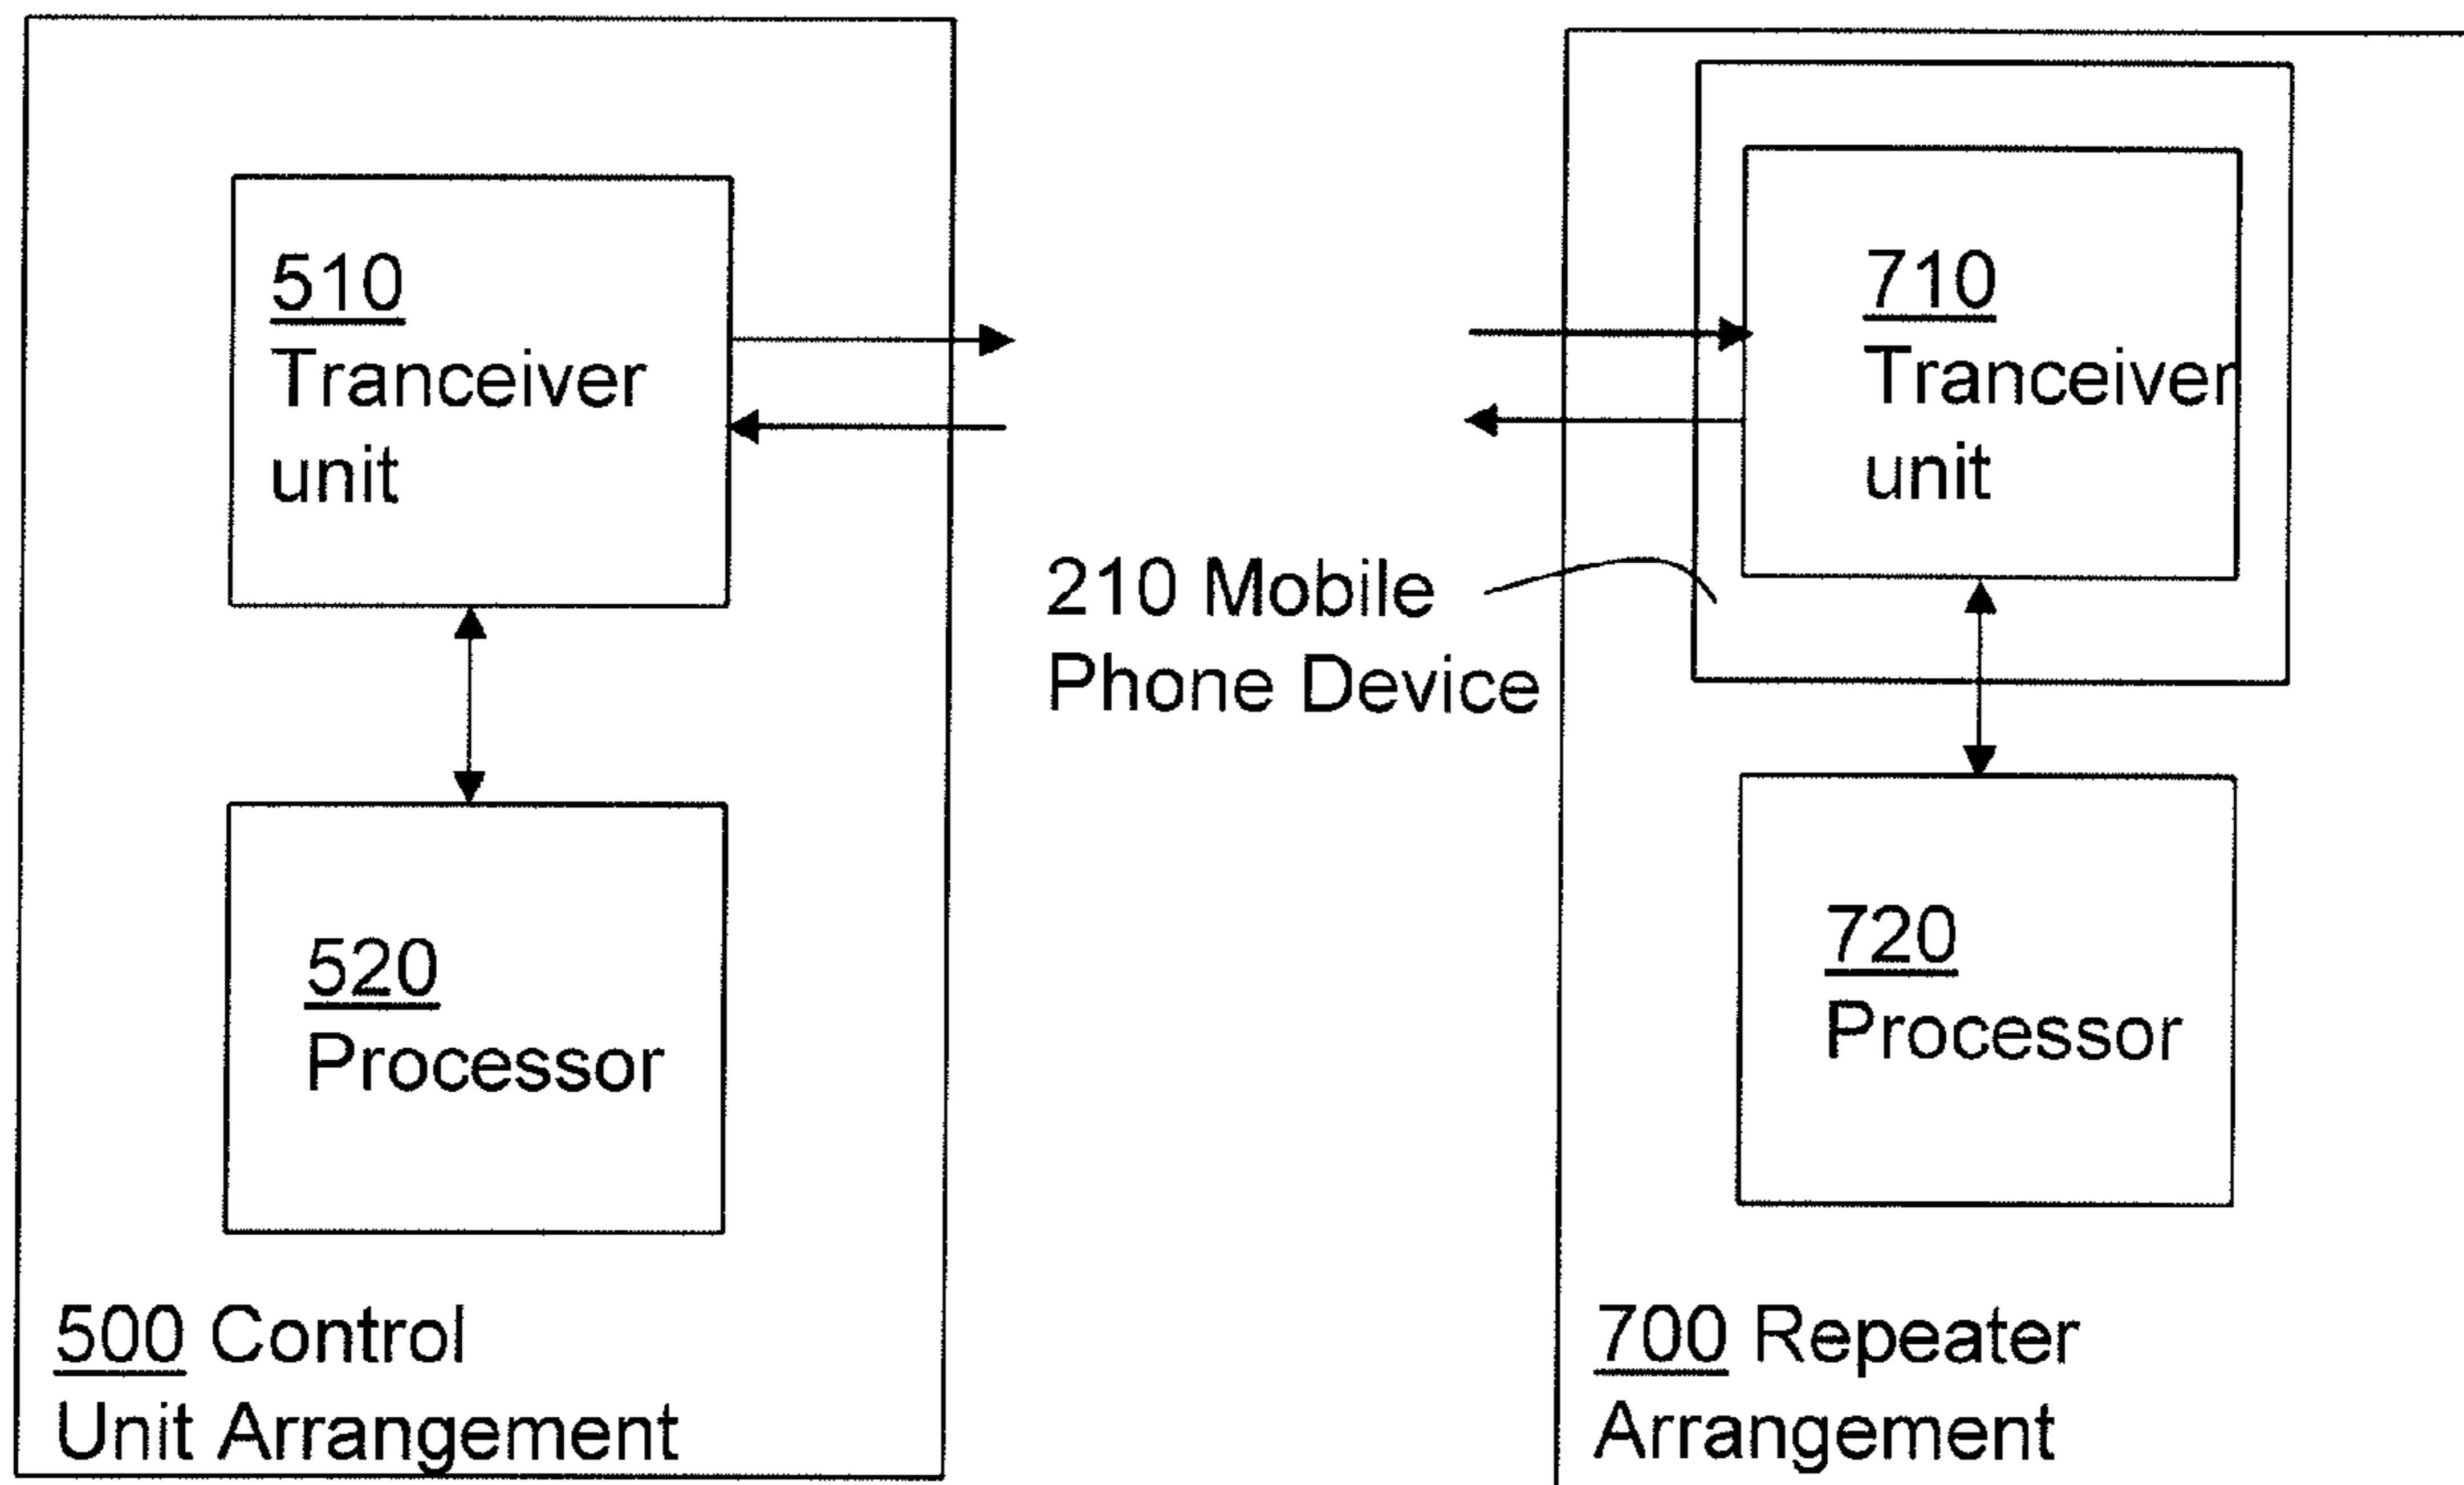 510
Tranceiver
unit
520
Processor
500 Control
Unit Arrangement
210 Mobile
Phone Device
710
Tranceiver
unit
720
Processor
700 Repeater
Arrangement